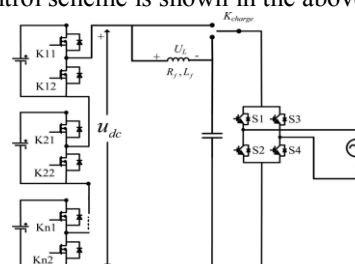 control scheme is shown in the above
K_charge
K11
U_L
+ -
K12
R_f, L_f
u_dc
K21
S1 S3
K22
S2 S4
Kn1
Kn2